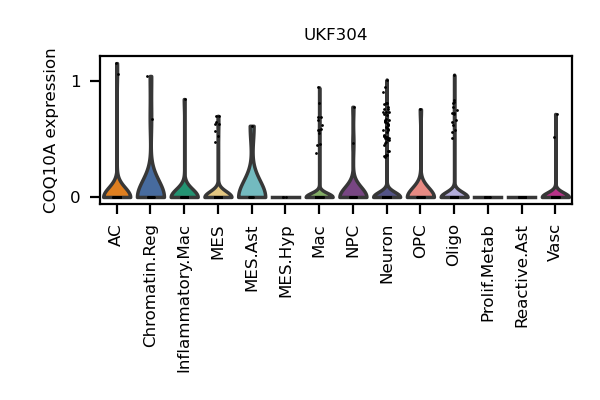 UKF304
COQ10A expression
1
0
AC
Chromatin.Reg
Inflammatory.Mac
MES
MES.Ast
MES.Hyp
Mac
NPC
Neuron
OPC
Oligo
Prolif.Metab
Reactive.Ast
Vasc